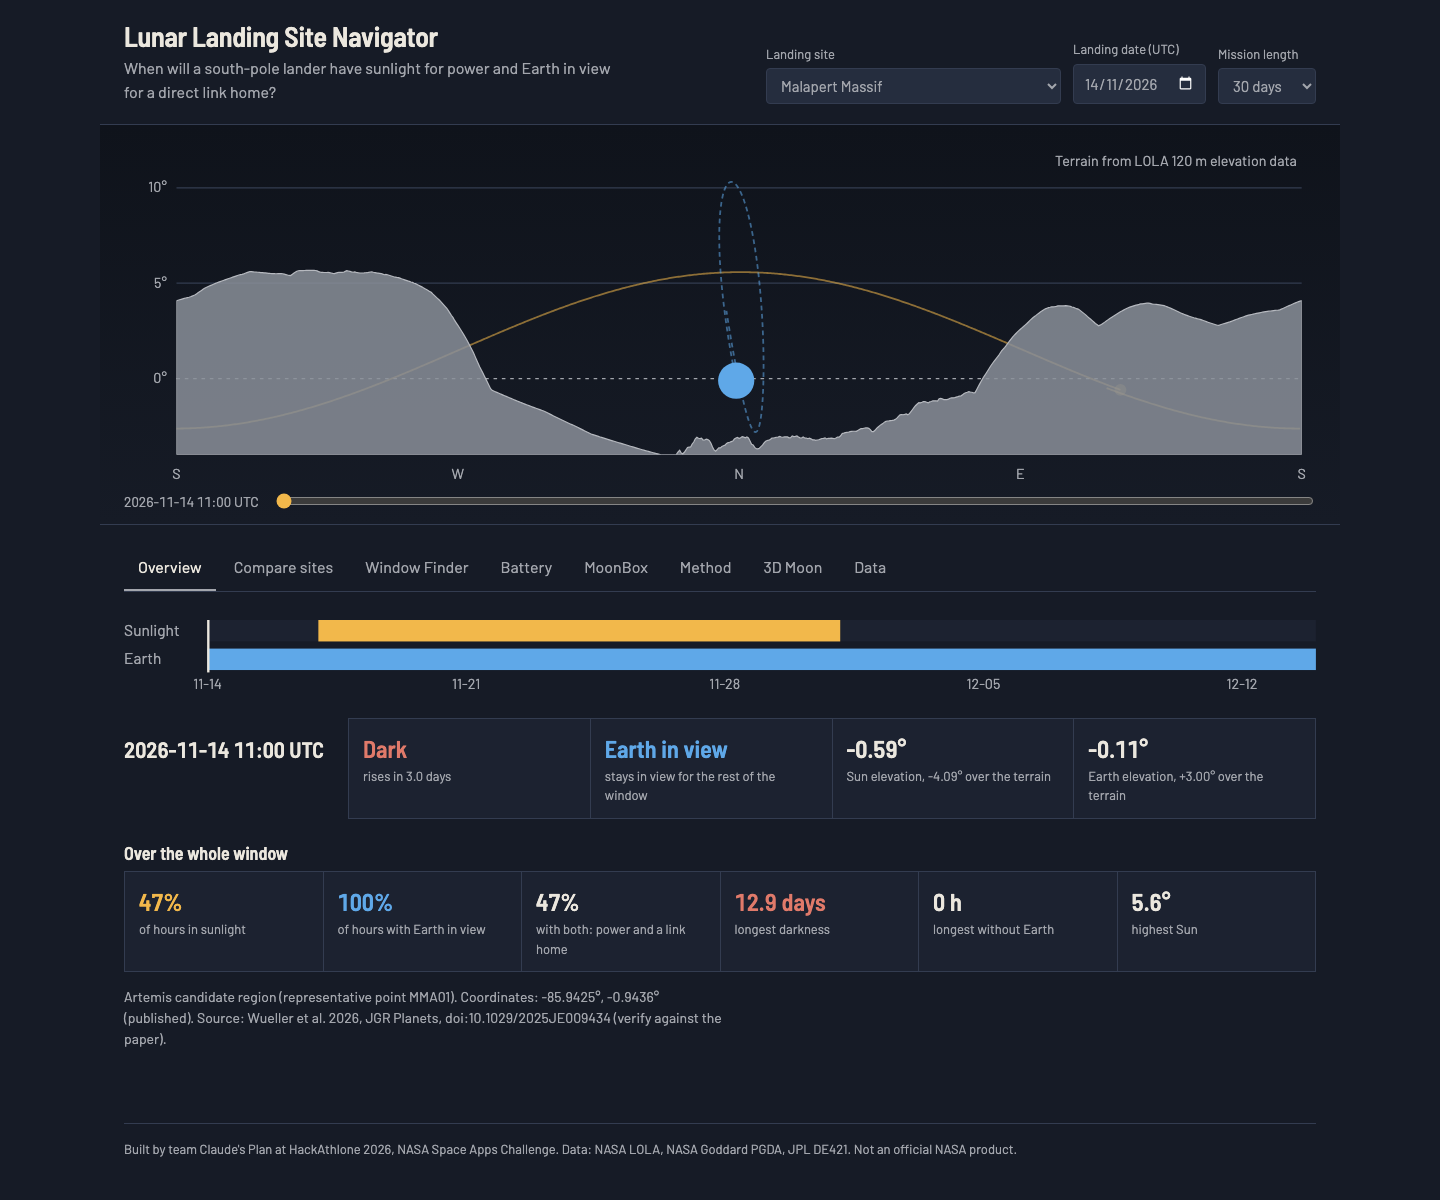 Lunar Landing Site Navigator
When will a south-pole lander have sunlight for power and Earth in view
for a direct link home?
Landing site
Landing date (UTC)
Mission length
Malapert Massif
14/11/2026
30 days
Terrain from LOLA 120 m elevation data
10°
5°
0°
S
W
N
E
S
2026-11-14 11:00 UTC
Overview
Compare sites
Window Finder
Battery
MoonBox
Method
3D Moon
Data
Sunlight
Earth
11-14
11-21
11-28
12-05
12-12
2026-11-14 11:00 UTC
Dark
rises in 3.0 days
Earth in view
stays in view for the rest of the
window
-0.59°
Sun elevation, -4.09° over the terrain
-0.11°
Earth elevation, +3.00° over the
terrain
Over the whole window
47%
of hours in sunlight
100%
of hours with Earth in view
47%
with both: power and a link
home
12.9 days
longest darkness
0 h
longest without Earth
5.6°
highest Sun
Artemis candidate region (representative point MMA01). Coordinates: -85.9425°, -0.9436°
(published). Source: Wueller et al. 2026, JGR Planets, doi:10.1029/2025JE009434 (verify against the
paper).
Built by team Claude's Plan at HackAthlone 2026, NASA Space Apps Challenge. Data: NASA LOLA, NASA Goddard PGDA, JPL DE421. Not an official NASA product.